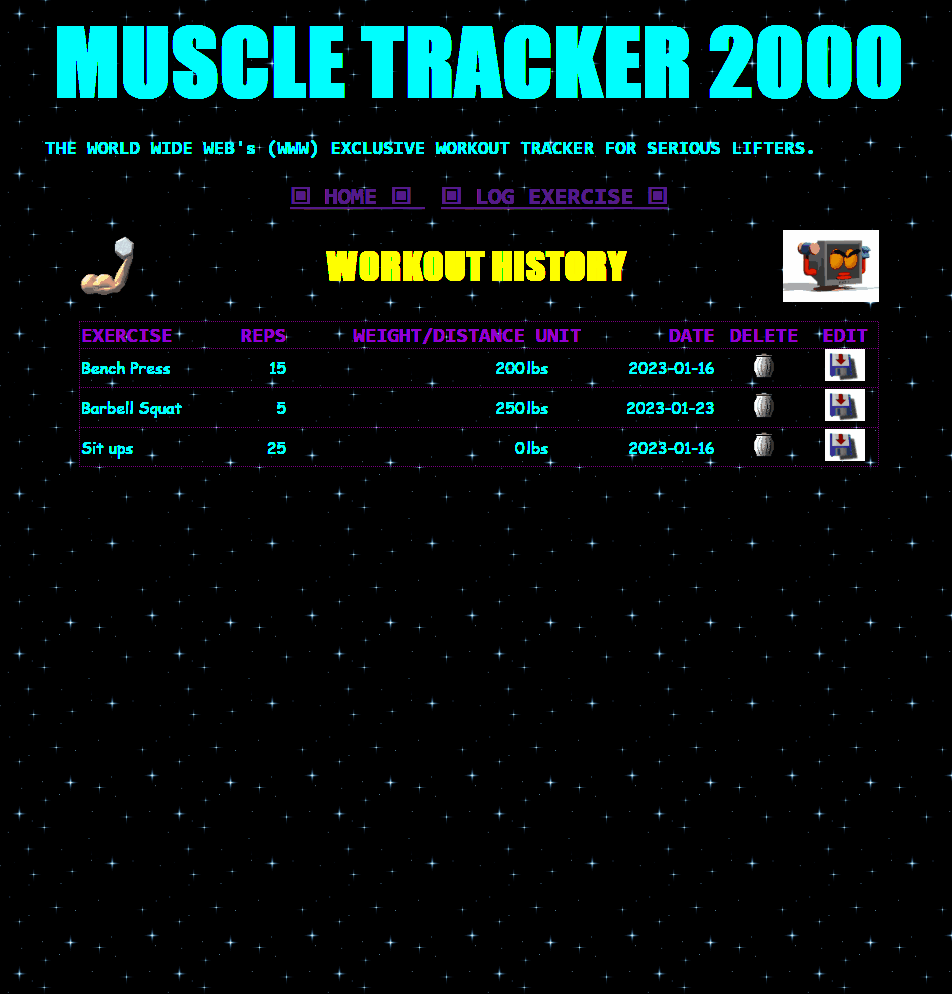 MUSCLE TRACKER 2000
THE WORLD WIDE WEB's (WWW) EXCLUSIVE WORKOUT TRACKER FOR SERIOUS LIFTERS.
▣ HOME ▣ ▣ LOG EXERCISE ▣
WORKOUT HISTORY
EXERCISE REPS WEIGHT/DISTANCE UNIT DATE DELETE EDIT
Bench Press 15 200 lbs 2023-01-16
Barbell Squat 5 250 lbs 2023-01-23
Sit ups 25 0 lbs 2023-01-16